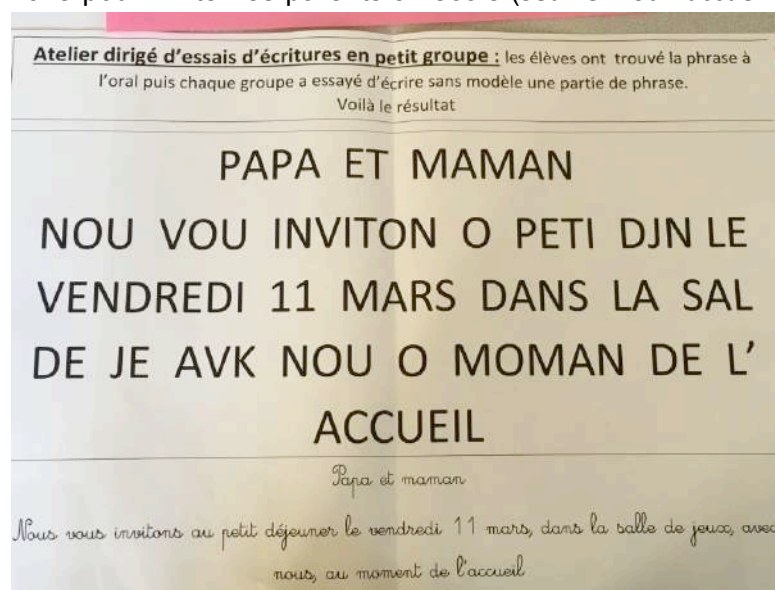 Atelier dirigé d'essais d'écritures en petit groupe : les élèves ont trouvé la phrase à
l'oral puis chaque groupe a essayé d'écrire sans modèle une partie de phrase.
Voilà le résultat
PAPA ET MAMAN
NOU VOU INVITON O PETI DJN LE
VENDREDI 11 MARS DANS LA SAL
DE JE AVK NOU O MOMAN DE L'
ACCUEIL
Papa et maman
Nous vous invitons au petit déjeuner le vendredi 11 mars, dans la salle de jeux, avec
nous, au moment de l'accueil